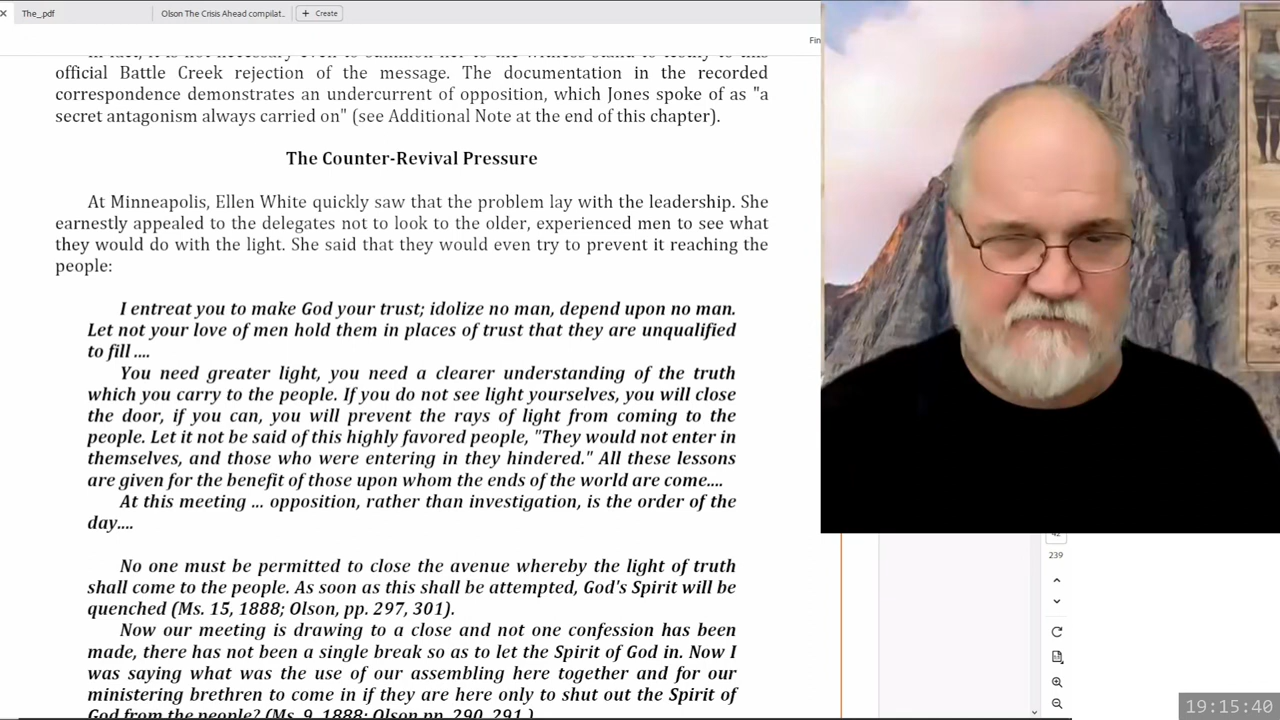 The_.pdf
Olson The Crisis Ahead compilat..
+ Create
Fin
official Battle Creek rejection of the message. The documentation in the recorded
correspondence demonstrates an undercurrent of opposition, which Jones spoke of as "a
secret antagonism always carried on" (see Additional Note at the end of this chapter).
The Counter-Revival Pressure
At Minneapolis, Ellen White quickly saw that the problem lay with the leadership. She
earnestly appealed to the delegates not to look to the older, experienced men to see what
they would do with the light. She said that they would even try to prevent it reaching the
people:
I entreat you to make God your trust; idolize no man, depend upon no man.
Let not your love of men hold them in places of trust that they are unqualified
to fill ....
You need greater light, you need a clearer understanding of the truth
which you carry to the people. If you do not see light yourselves, you will close
the door, if you can, you will prevent the rays of light from coming to the
people. Let it not be said of this highly favored people, "They would not enter in
themselves, and those who were entering in they hindered." All these lessons
are given for the benefit of those upon whom the ends of the world are come....
At this meeting ... opposition, rather than investigation, is the order of the
day....
No one must be permitted to close the avenue whereby the light of truth
shall come to the people. As soon as this shall be attempted, God's Spirit will be
quenched (Ms. 15, 1888; Olson, pp. 297, 301).
Now our meeting is drawing to a close and not one confession has been
made, there has not been a single break so as to let the Spirit of God in. Now I
was saying what was the use of our assembling here together and for our
ministering brethren to come in if they are here only to shut out the Spirit of
God from the people? (Ms. 9, 1888; Olson pp. 290, 291.)
239
19:15:40